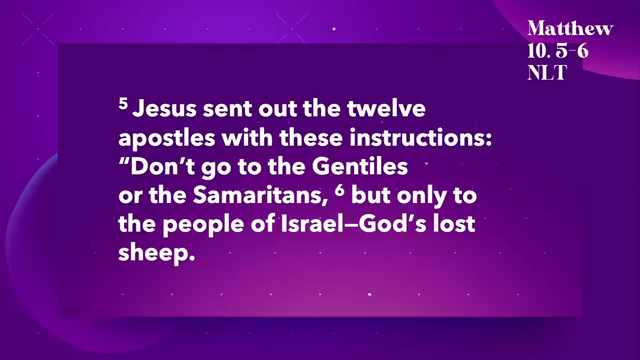 Matthew
10. 5-6
NLT
5 Jesus sent out the twelve
apostles with these instructions:
“Don’t go to the Gentiles
or the Samaritans, 6 but only to
the people of Israel—God’s lost
sheep.